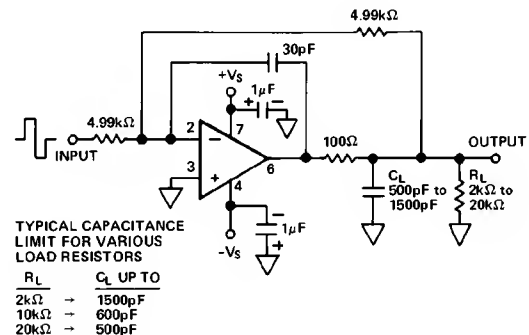 4.99kΩ
30pF
+VS
1µF
+ −
4.99kΩ
2
7
−
INPUT
3
+
4
6
100Ω
OUTPUT
CL
500pF to
1500pF
RL
2kΩ to
20kΩ
−
1µF
+
−VS
TYPICAL CAPACITANCE
LIMIT FOR VARIOUS
LOAD RESISTORS
RL CL UP TO
2kΩ → 1500pF
10kΩ → 600pF
20kΩ → 500pF